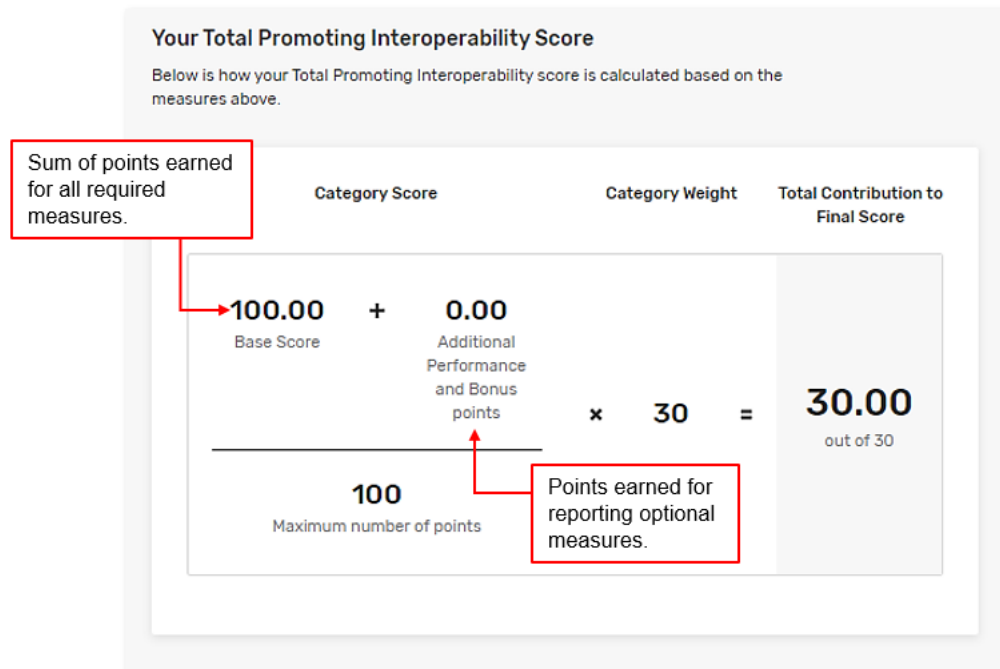 Your Total Promoting Interoperability Score
Below is how your Total Promoting Interoperability score is calculated based on the
measures above.
Sum of points earned
for all required
measures.
Category Score
Category Weight
Total Contribution to
Final Score
100.00
+
0.00
Base Score
Additional
Performance
and Bonus
points
×
30
=
30.00
out of 30
100
Maximum number of points
Points earned for
reporting optional
measures.